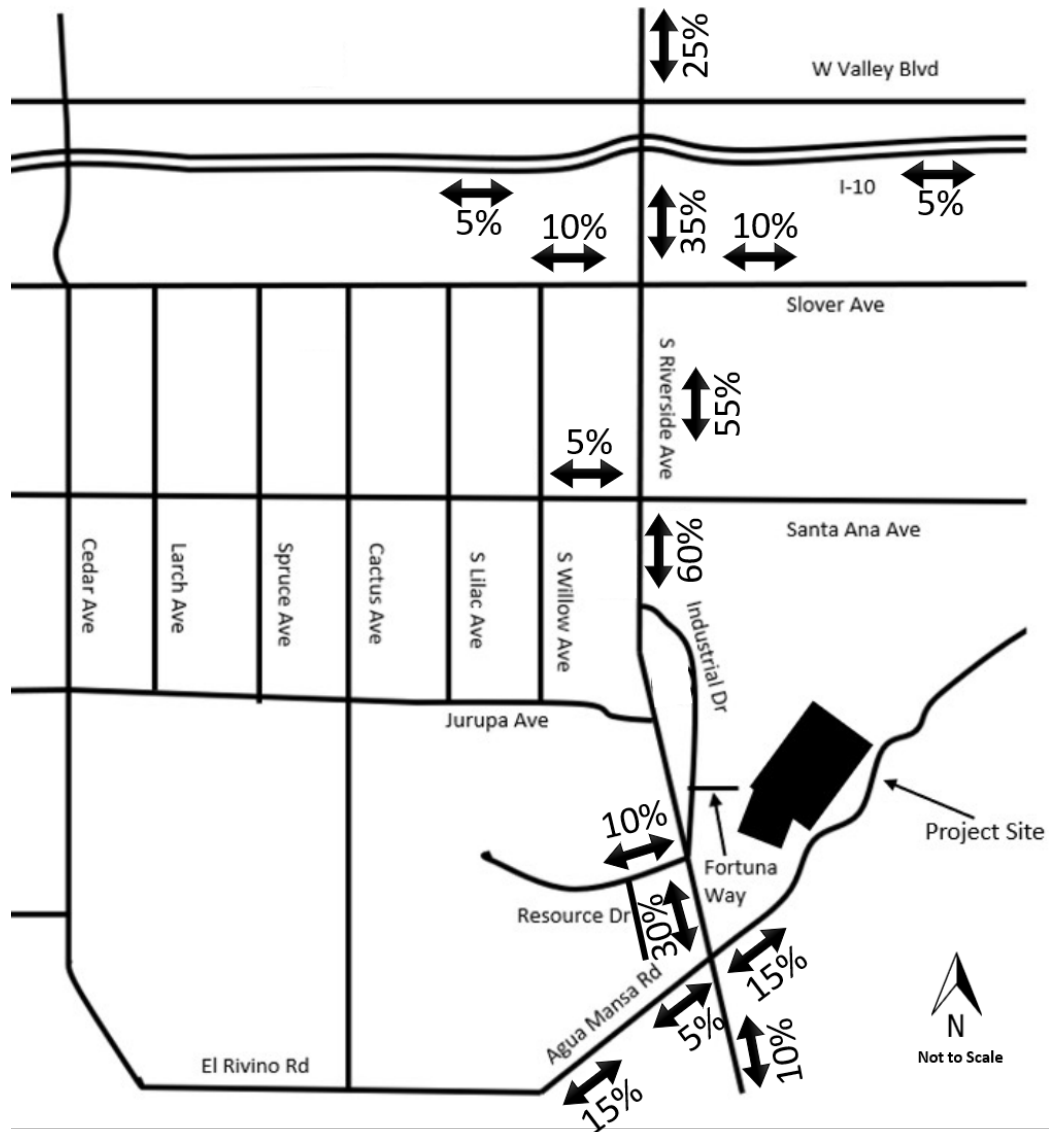 25%
W Valley Blvd
I-10
5%
5%
35%
10%
10%
Slover Ave
S Riverside Ave
55%
5%
Santa Ana Ave
60%
Cedar Ave
Larch Ave
Spruce Ave
Cactus Ave
S Lilac Ave
S Willow Ave
Industrial Dr
Jurupa Ave
Project Site
10%
Fortuna
Way
Resource Dr
30%
15%
Agua Mansa Rd
5%
10%
N
Not to Scale
El Rivino Rd
15%